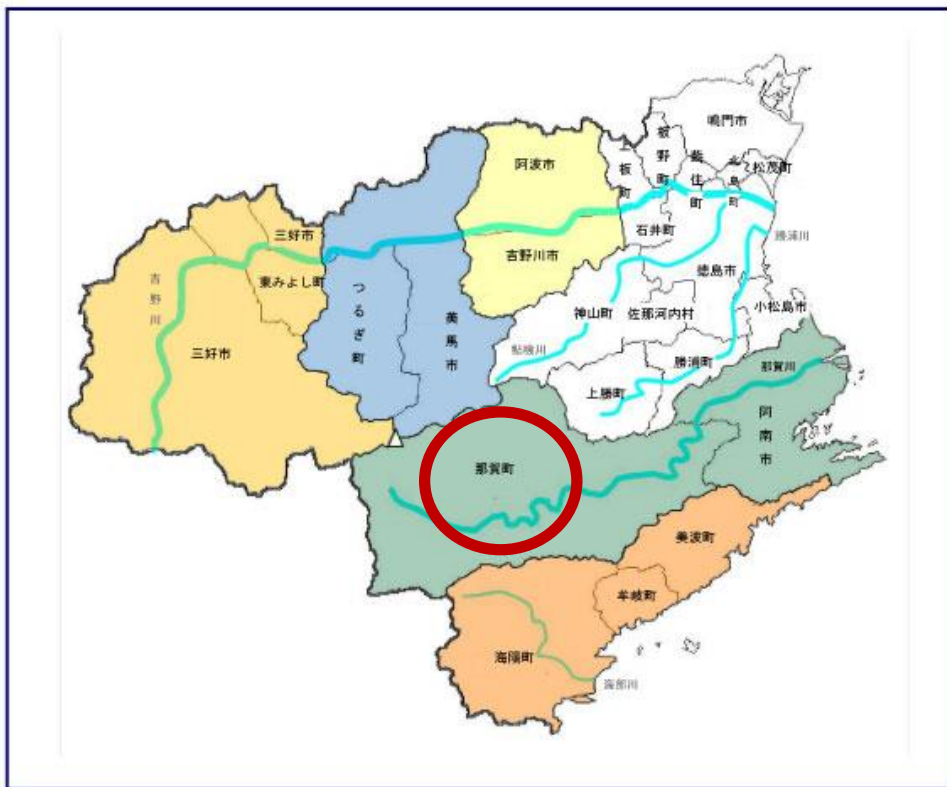 鳴門市
松茂町
北島町
藍住町
板野町
上板町
阿波市
石井町
吉野川市
徳島市
勝浦川
小松島市
佐那河内村
神山町
鮎喰川
勝浦町
上勝町
三好市
東みよし町
吉野川
三好市
つるぎ町
美馬市
那賀川
阿南市
那賀町
美波町
牟岐町
海陽町
海部川